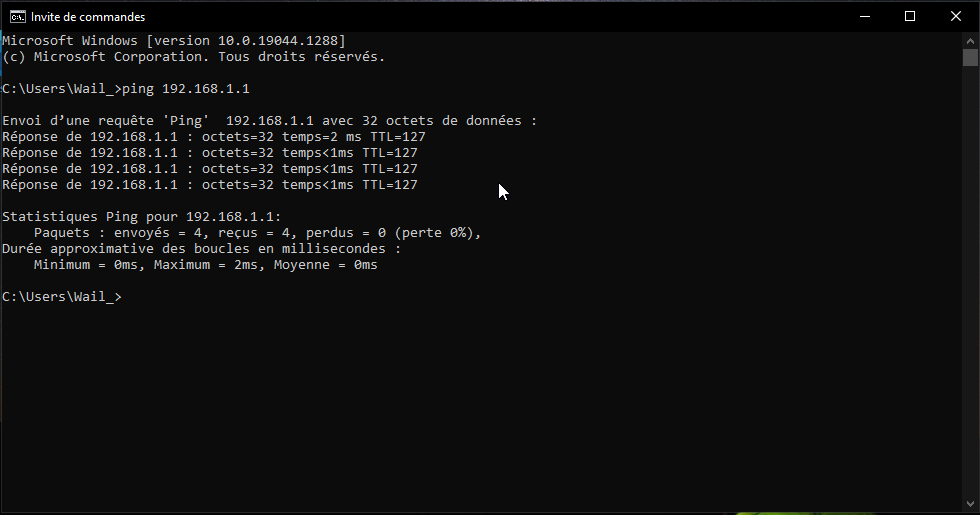 Invite de commandes
Microsoft Windows [version 10.0.19044.1288]
(c) Microsoft Corporation. Tous droits réservés.
C:\Users\Wail_>ping 192.168.1.1
Envoi d’une requête 'Ping'  192.168.1.1 avec 32 octets de données :
Réponse de 192.168.1.1 : octets=32 temps=2 ms TTL=127
Réponse de 192.168.1.1 : octets=32 temps<1ms TTL=127
Réponse de 192.168.1.1 : octets=32 temps<1ms TTL=127
Réponse de 192.168.1.1 : octets=32 temps<1ms TTL=127
Statistiques Ping pour 192.168.1.1:
    Paquets : envoyés = 4, reçus = 4, perdus = 0 (perte 0%),
Durée approximative des boucles en millisecondes :
    Minimum = 0ms, Maximum = 2ms, Moyenne = 0ms
C:\Users\Wail_>